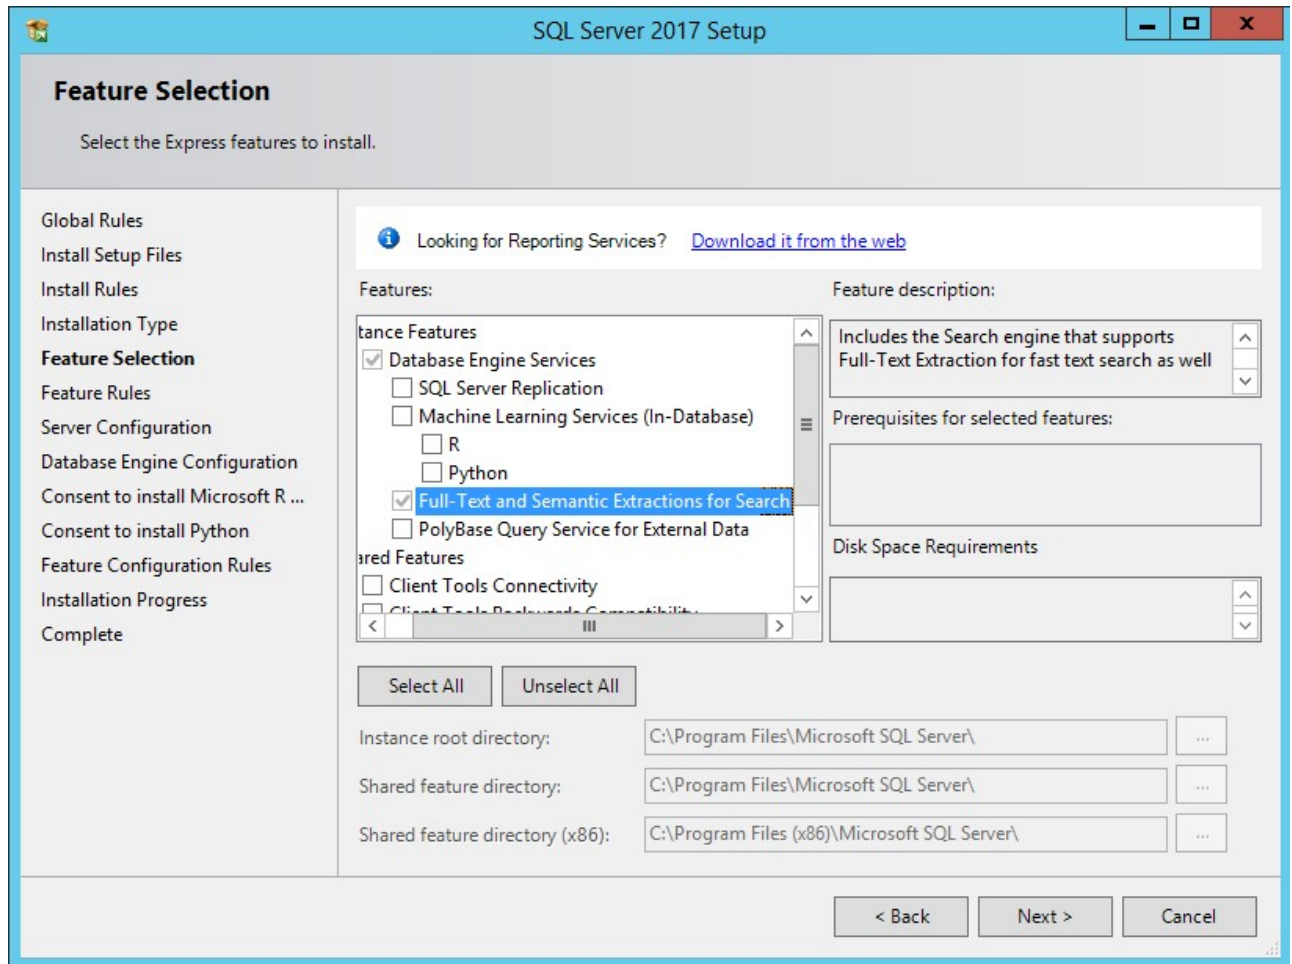 SQL Server 2017 Setup
Feature Selection
Select the Express features to install.
Global Rules
Install Setup Files
Install Rules
Installation Type
Feature Selection
Feature Rules
Server Configuration
Database Engine Configuration
Consent to install Microsoft R ...
Consent to install Python
Feature Configuration Rules
Installation Progress
Complete
Looking for Reporting Services? Download it from the web
Features:
tance Features
Database Engine Services
SQL Server Replication
Machine Learning Services (In-Database)
R
Python
Full-Text and Semantic Extractions for Search
PolyBase Query Service for External Data
ared Features
Client Tools Connectivity
Client Tools Backwards Compatibility
Feature description:
Includes the Search engine that supports
Full-Text Extraction for fast text search as well
Prerequisites for selected features:
Disk Space Requirements
Select All
Unselect All
Instance root directory: C:\Program Files\Microsoft SQL Server\ ...
Shared feature directory: C:\Program Files\Microsoft SQL Server\ ...
Shared feature directory (x86): C:\Program Files (x86)\Microsoft SQL Server\ ...
< Back
Next >
Cancel